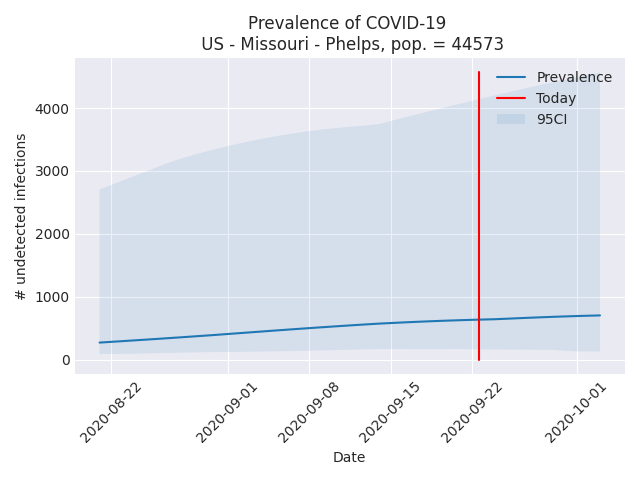 Prevalence of COVID-19
US - Missouri - Phelps, pop. = 44573
Prevalence
Today
95CI
4000
3000
2000
1000
0
# undetected infections
2020-08-22
2020-09-01
2020-09-08
2020-09-15
2020-09-22
2020-10-01
Date